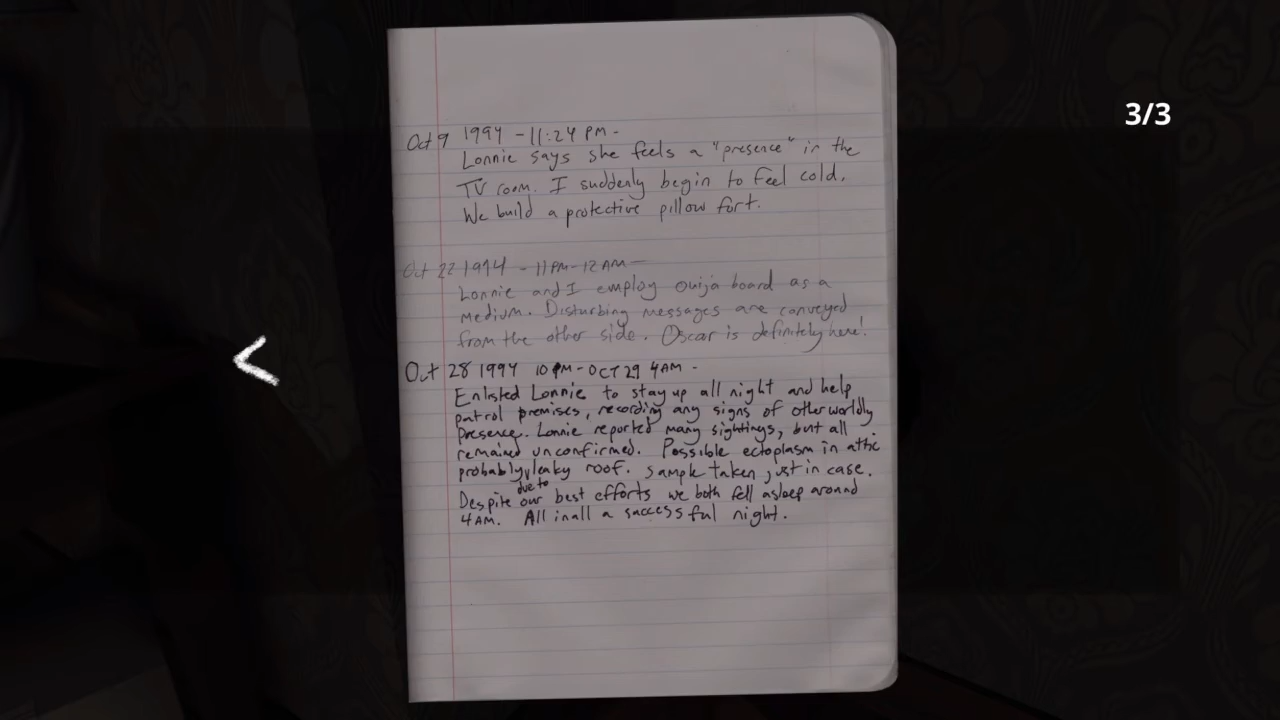 3/3
Oct 9 1994 - 11:24 PM -
Lonnie says she feels a "presence" in the
TV room. I suddenly begin to feel cold.
We build a protective pillow fort.
Oct 22 1994 - 11PM-12AM -
Lonnie and I employ ouija board as a
medium. Disturbing messages are conveyed
from the other side. Oscar is definitely here!
<
Oct 28 1994 10PM - OCT 29 4AM -
Enlisted Lonnie to stay up all night and help
patrol premises, recording any signs of otherworldly
presence. Lonnie reported many sightings, but all
remained unconfirmed. Possible ectoplasm in attic
probably leaky roof. Sample taken just in case.
due to
Despite our best efforts we both fell asleep around
4AM. All in all a successful night.